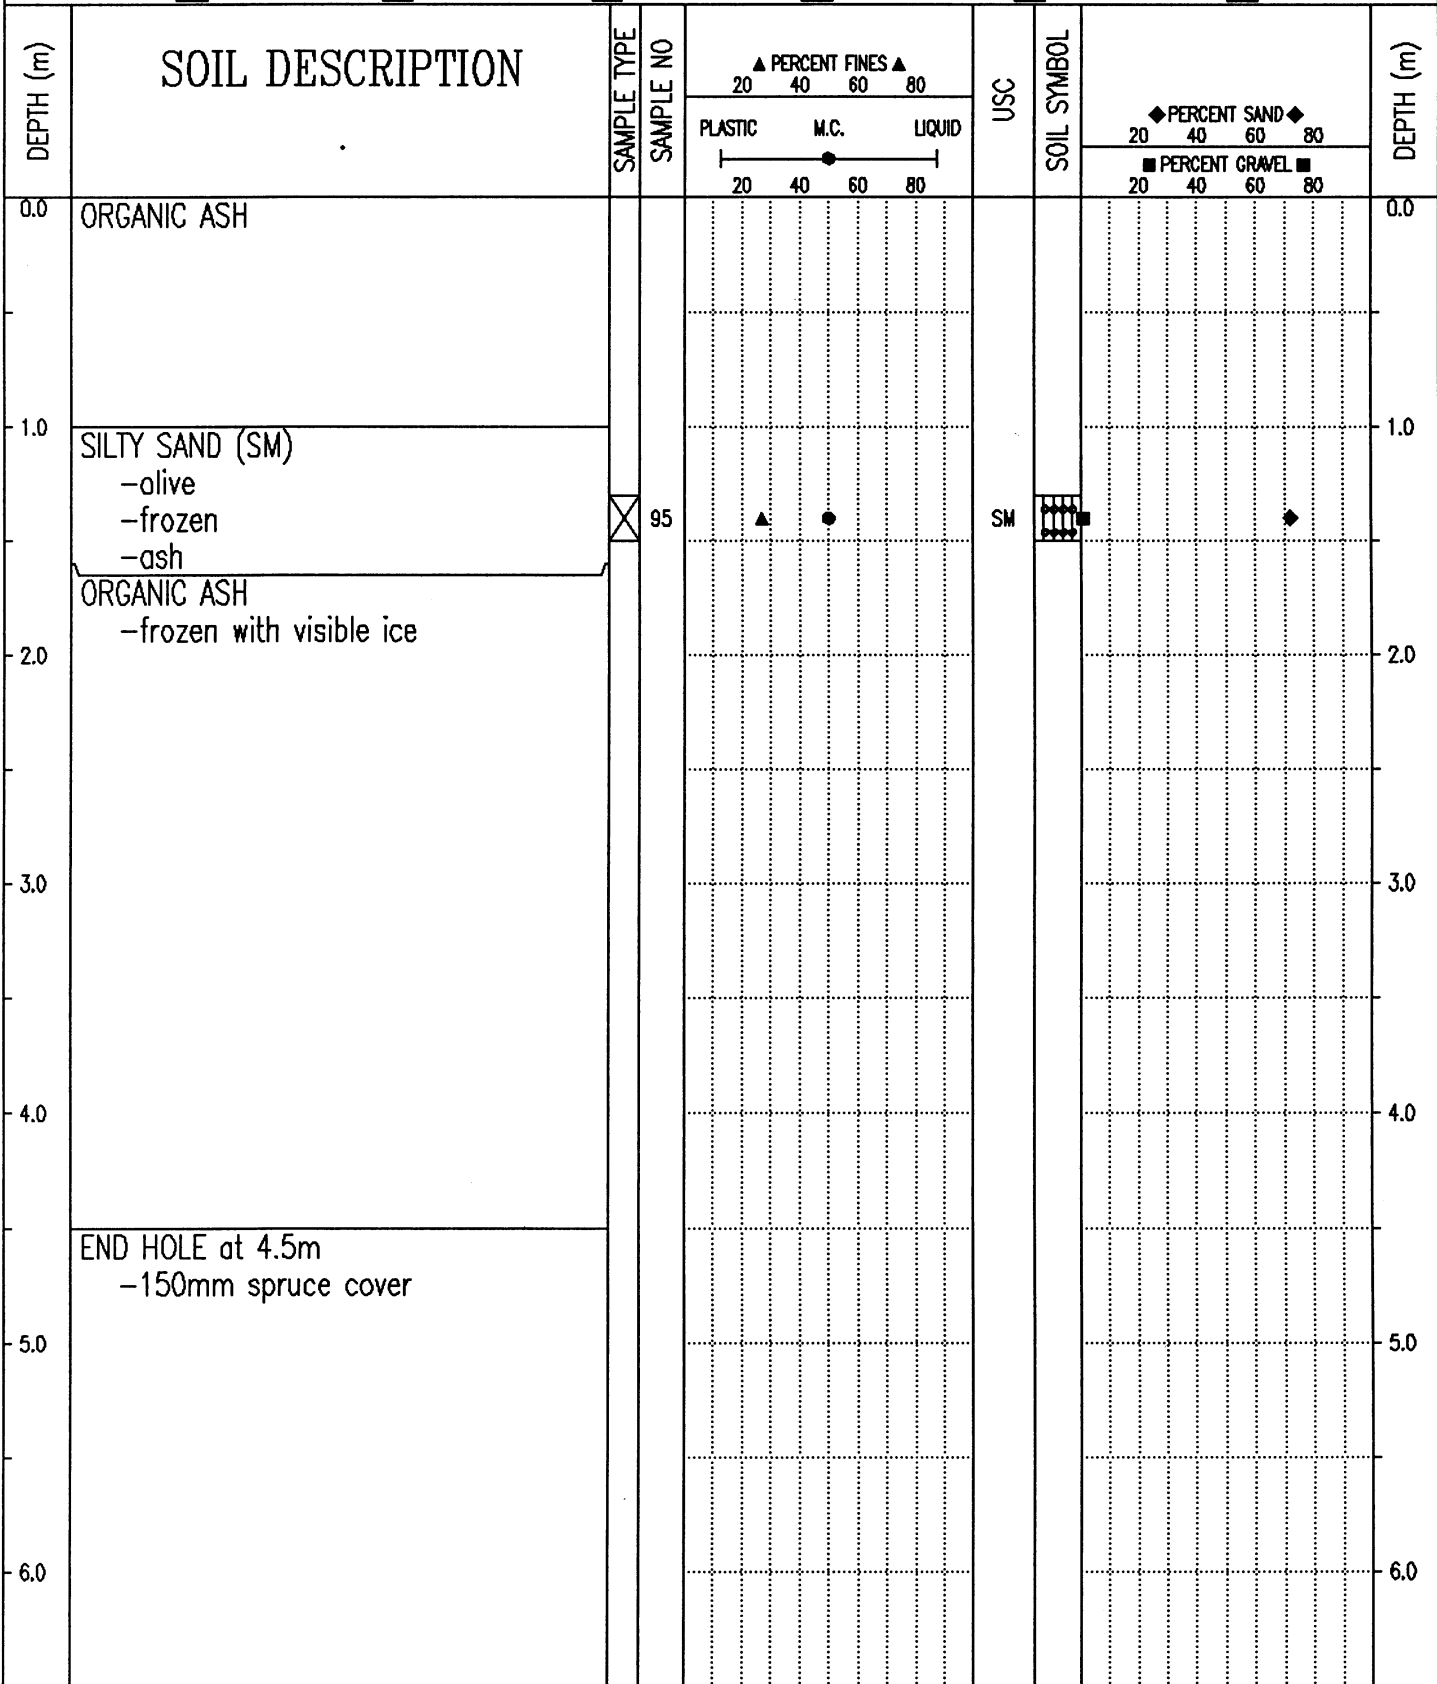 DEPTH (m)
SOIL DESCRIPTION
SAMPLE TYPE
SAMPLE NO
▲ PERCENT FINES ▲
20 40 60 80
PLASTIC M.C. LIQUID
20 40 60 80
USC
SOIL SYMBOL
◆PERCENT SAND◆
20 40 60 80
■PERCENT GRAVEL■
20 40 60 80
DEPTH (m)
0.0 ORGANIC ASH 0.0
1.0 1.0
SILTY SAND (SM)
-alive
-frozen
95 SM
-ash
ORGANIC ASH
-frozen with visible ice
2.0 2.0
3.0 3.0
4.0 4.0
END HOLE at 4.5m
-150mm spruce cover
5.0 5.0
6.0 6.0